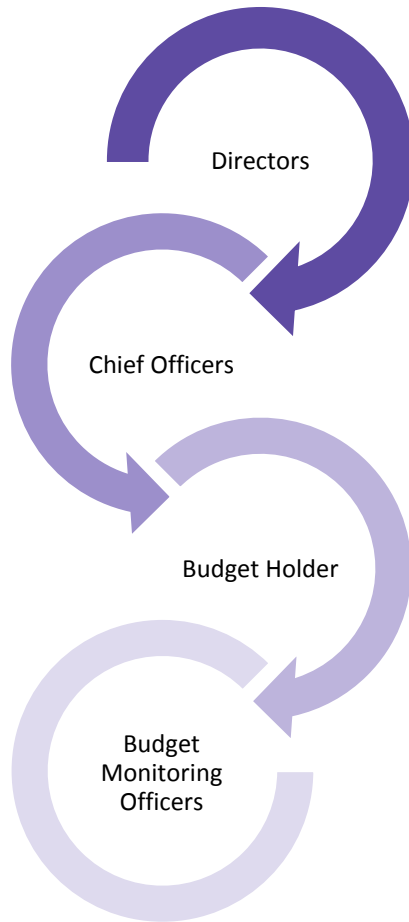 Directors
Chief Officers
Budget Holder
Budget
Monitoring
Officers